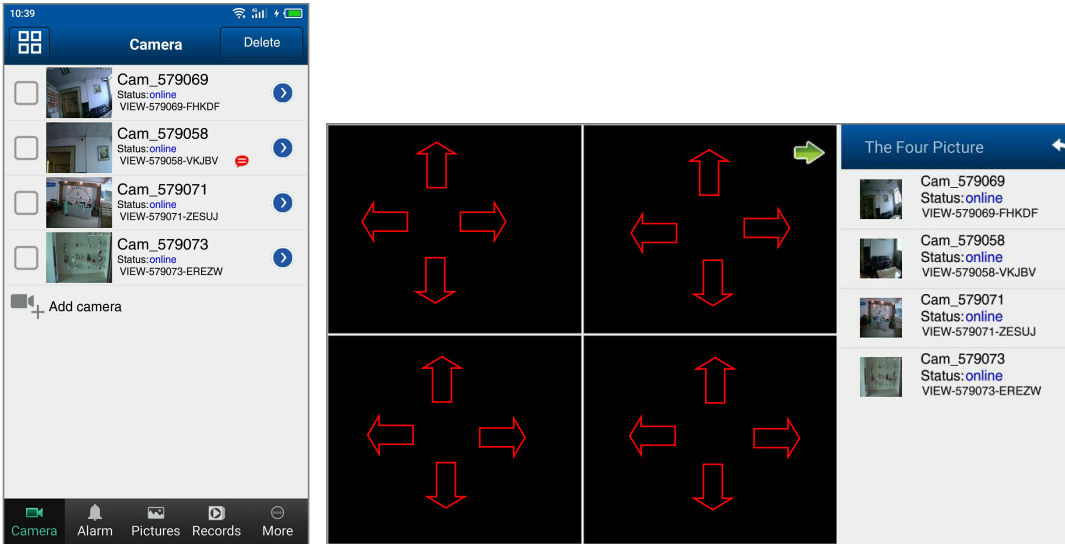 10:39
Camera
Delete
Cam_579069
Status:online
VIEW-579069-FHKDF
Cam_579058
Status:online
VIEW-579058-VKJBV
Cam_579071
Status:online
VIEW-579071-ZESUJ
Cam_579073
Status:online
VIEW-579073-EREZW
Add camera
Camera
Alarm
Pictures
Records
More
The Four Picture
Cam_579069
Status:online
VIEW-579069-FHKDF
Cam_579058
Status:online
VIEW-579058-VKJBV
Cam_579071
Status:online
VIEW-579071-ZESUJ
Cam_579073
Status:online
VIEW-579073-EREZW